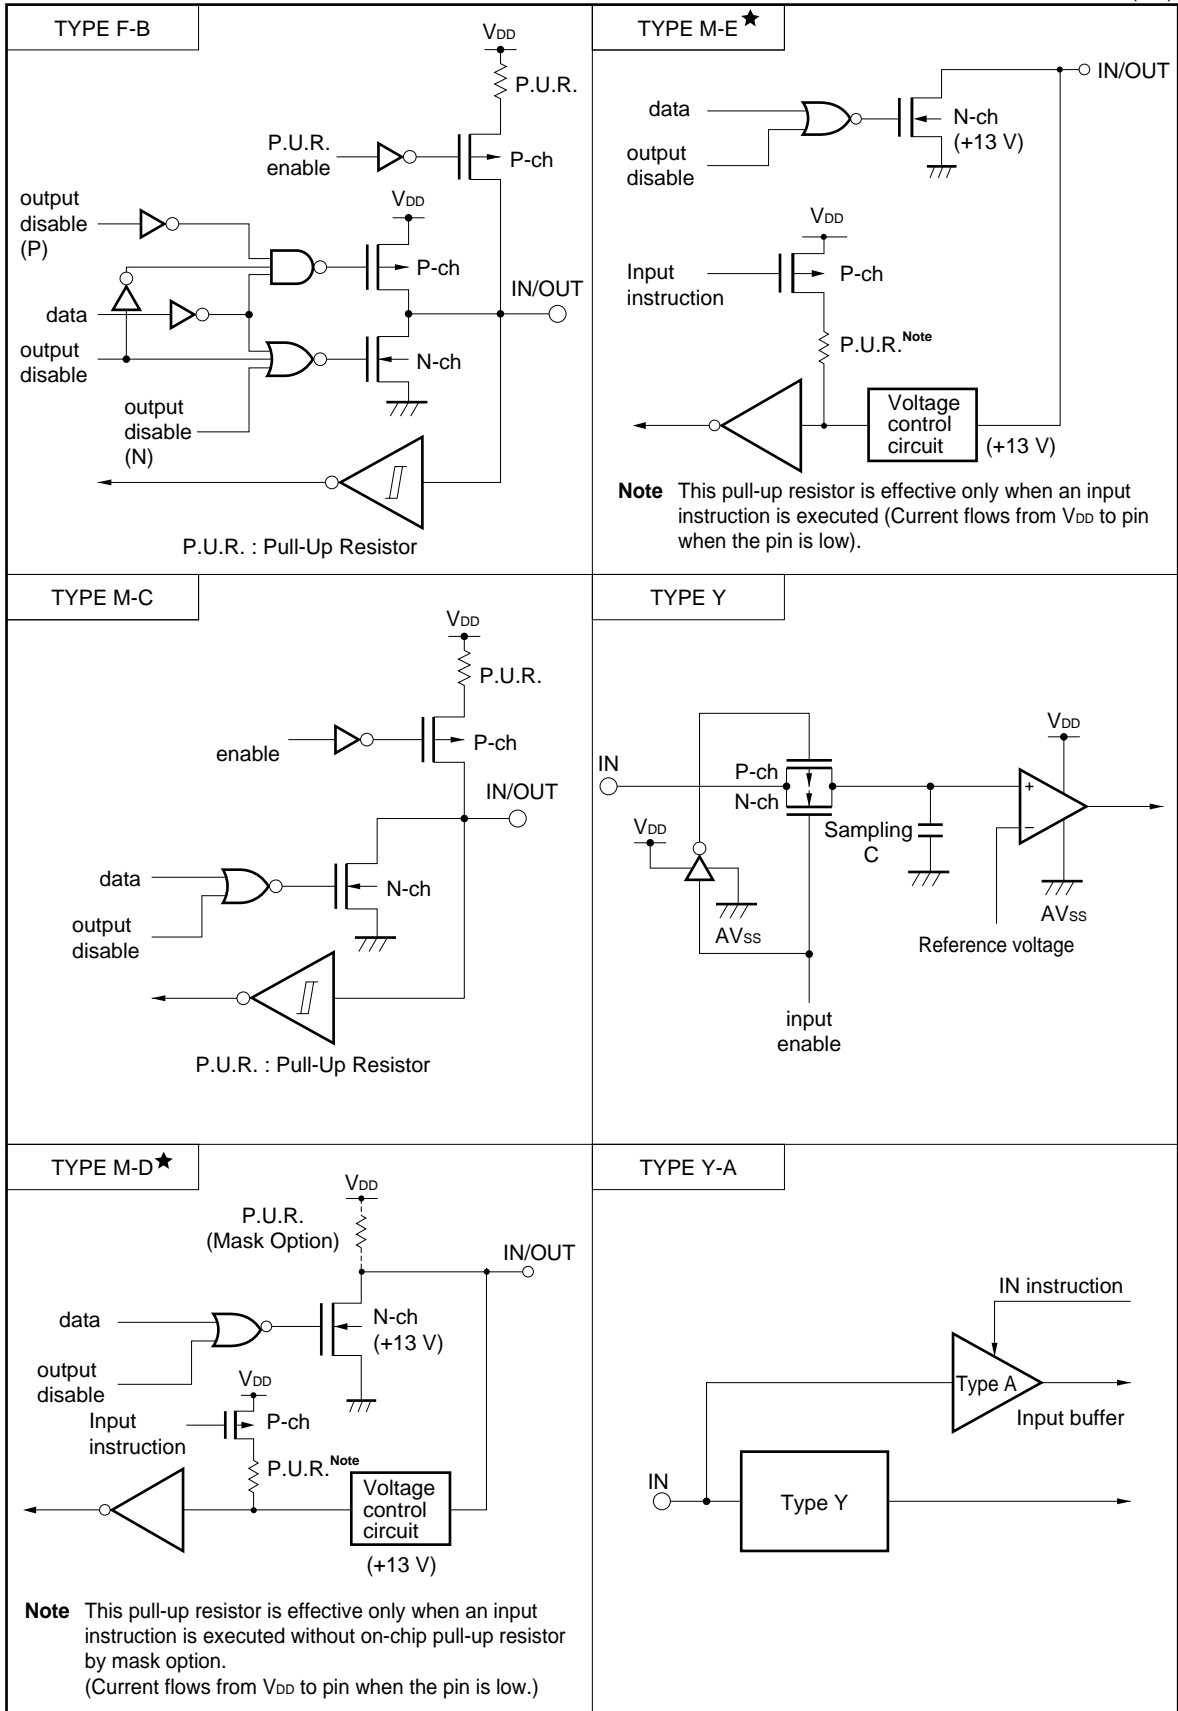 TYPE F-B
VDD
P.U.R.
P.U.R.
enable
P-ch
output
disable
(P)
VDD
P-ch
IN/OUT
data
output
disable
N-ch
output
disable
(N)
P.U.R. : Pull-Up Resistor
TYPE M-E★
IN/OUT
data
N-ch
(+13 V)
output
disable
VDD
Input
instruction
P-ch
P.U.R.Note
Voltage
control
circuit
(+13 V)
Note This pull-up resistor is effective only when an input
instruction is executed (Current flows from VDD to pin
when the pin is low).
TYPE M-C
VDD
P.U.R.
enable
P-ch
IN/OUT
data
N-ch
output
disable
P.U.R. : Pull-Up Resistor
TYPE Y
VDD
IN
P-ch
N-ch
+
−
VDD
Sampling
C
AVSS
AVSS
Reference voltage
input
enable
TYPE M-D★
VDD
P.U.R.
(Mask Option)
IN/OUT
data
N-ch
(+13 V)
output
disable
VDD
Input
instruction
P-ch
P.U.R.Note
Voltage
control
circuit
(+13 V)
Note This pull-up resistor is effective only when an input
instruction is executed without on-chip pull-up resistor
by mask option.
(Current flows from VDD to pin when the pin is low.)
TYPE Y-A
IN instruction
Type A
Input buffer
IN
Type Y